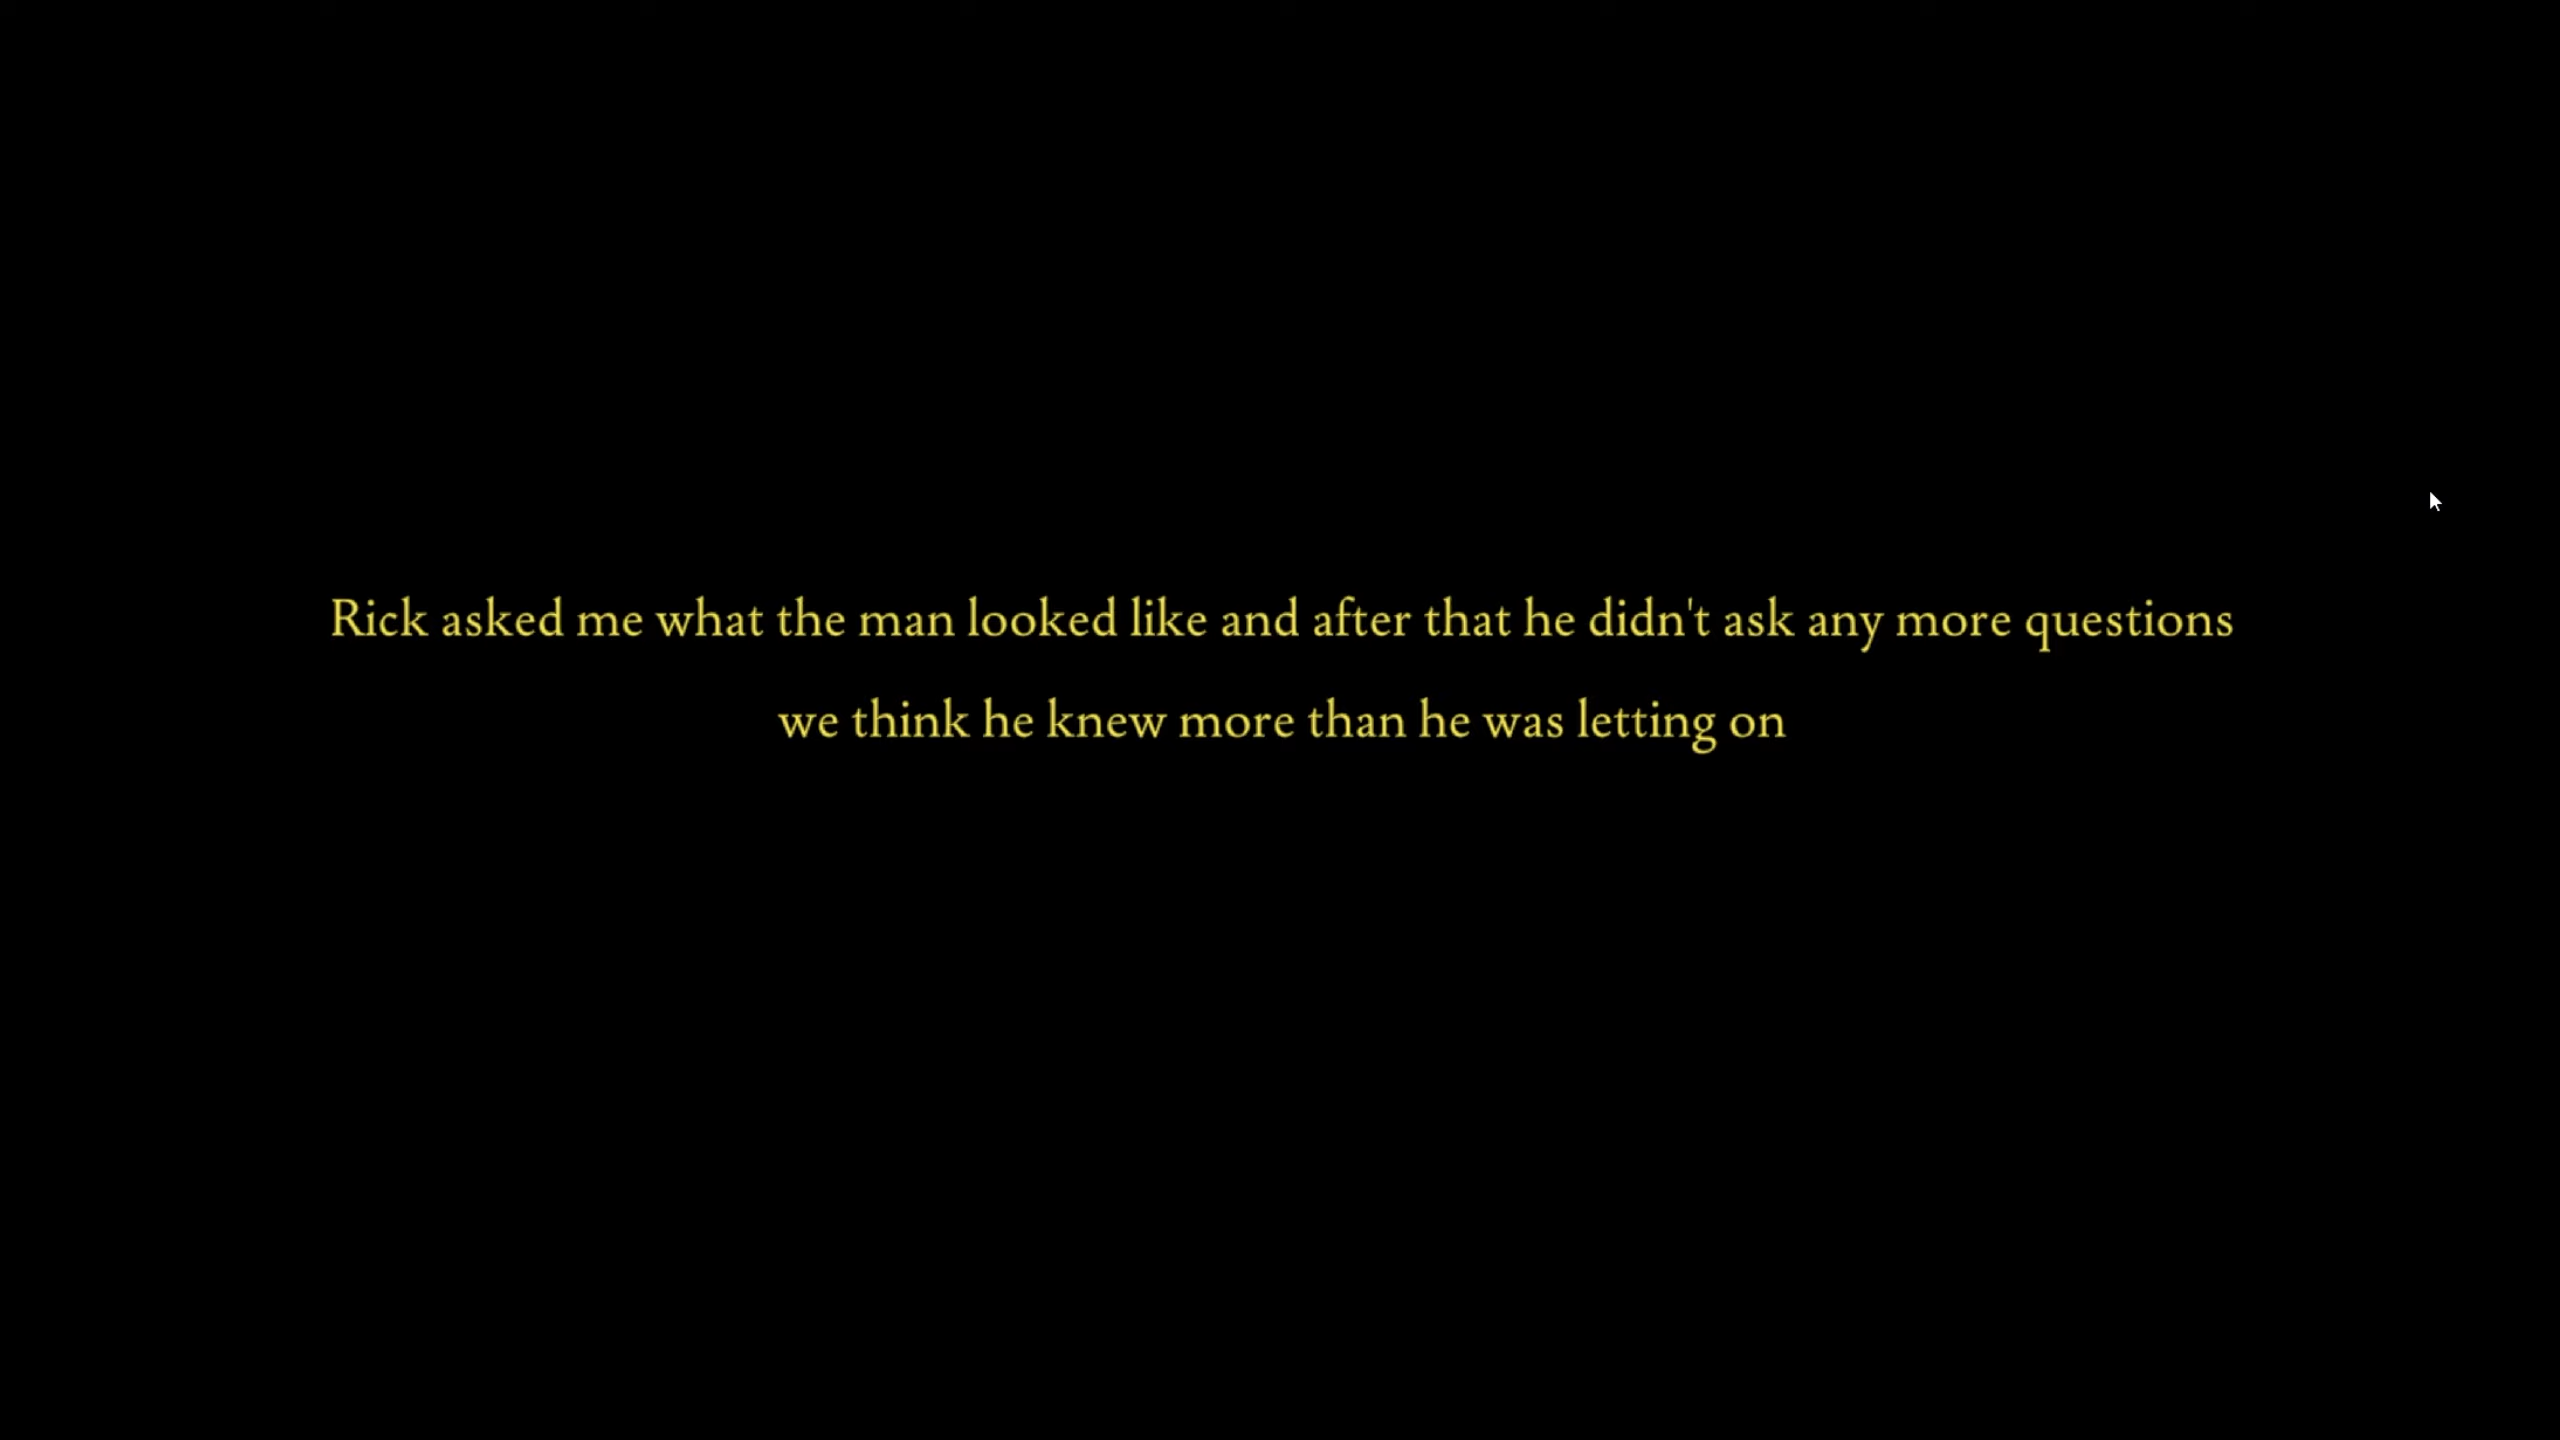 Rick asked me what the man looked like and after that he didn't ask any more questions
we think he knew more than he was letting on